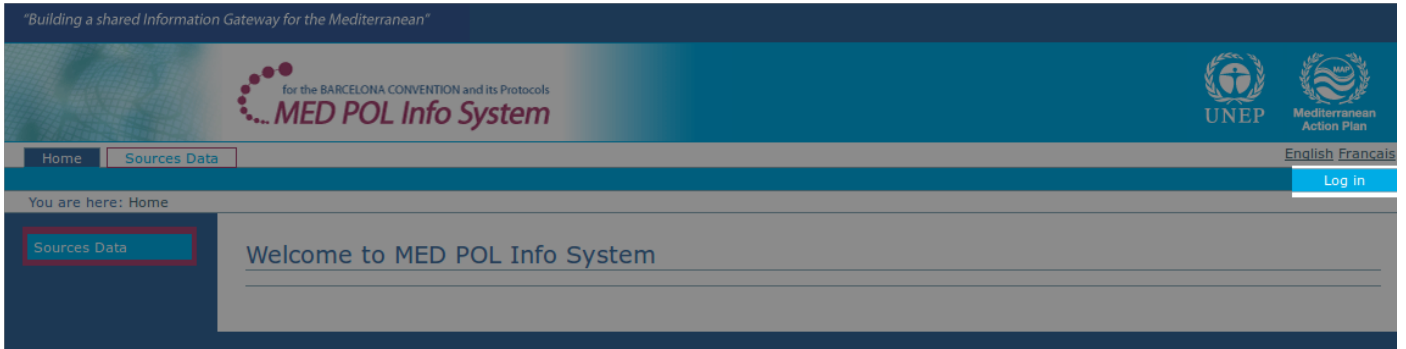 "Building a shared Information Gateway for the Mediterranean"
for the BARCELONA CONVENTION and its Protocols
MED POL Info System
UNEP
MAP
Mediterranean
Action Plan
Home Sources Data
English Français
Log in
You are here: Home
Sources Data
Welcome to MED POL Info System